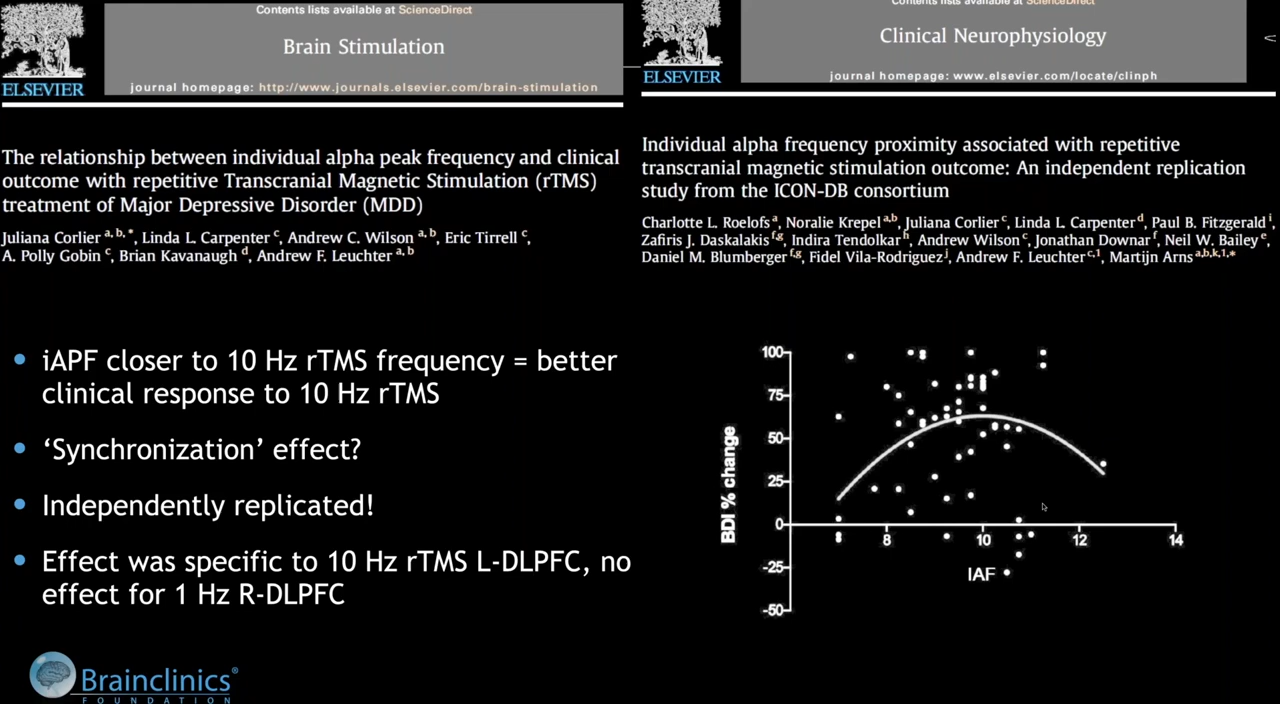 Contents lists available at ScienceDirect
Brain Stimulation
ELSEVIER
journal homepage: http://www.journals.elsevier.com/brain-stimulation
The relationship between individual alpha peak frequency and clinical
outcome with repetitive Transcranial Magnetic Stimulation (rTMS)
treatment of Major Depressive Disorder (MDD)
Juliana Corlier a, b, *, Linda L. Carpenter c, Andrew C. Wilson a, b, Eric Tirrell c,
A. Polly Gobin c, Brian Kavanaugh d, Andrew F. Leuchter a, b
Contents lists available at ScienceDirect
Clinical Neurophysiology
ELSEVIER
journal homepage: www.elsevier.com/locate/clinph
Individual alpha frequency proximity associated with repetitive
transcranial magnetic stimulation outcome: An independent replication
study from the ICON-DB consortium
Charlotte L. Roelofs a, Noralie Krepel a,b, Juliana Corlier c, Linda L. Carpenter d, Paul B. Fitzgerald i,
Zafiris J. Daskalakis f,g, Indira Tendolkar h, Andrew Wilson c, Jonathan Downar f, Neil W. Bailey e,
Daniel M. Blumberger f,g, Fidel Vila-Rodriguez j, Andrew F. Leuchter c,1, Martijn Arns a,b,k,1,*
• iAPF closer to 10 Hz rTMS frequency = better
clinical response to 10 Hz rTMS
• ‘Synchronization’ effect?
• Independently replicated!
• Effect was specific to 10 Hz rTMS L-DLPFC, no
effect for 1 Hz R-DLPFC
BDI % change
100
75
50
25
0
-25
-50
8 10 12 14
IAF
Brainclinics®
FOUNDATION